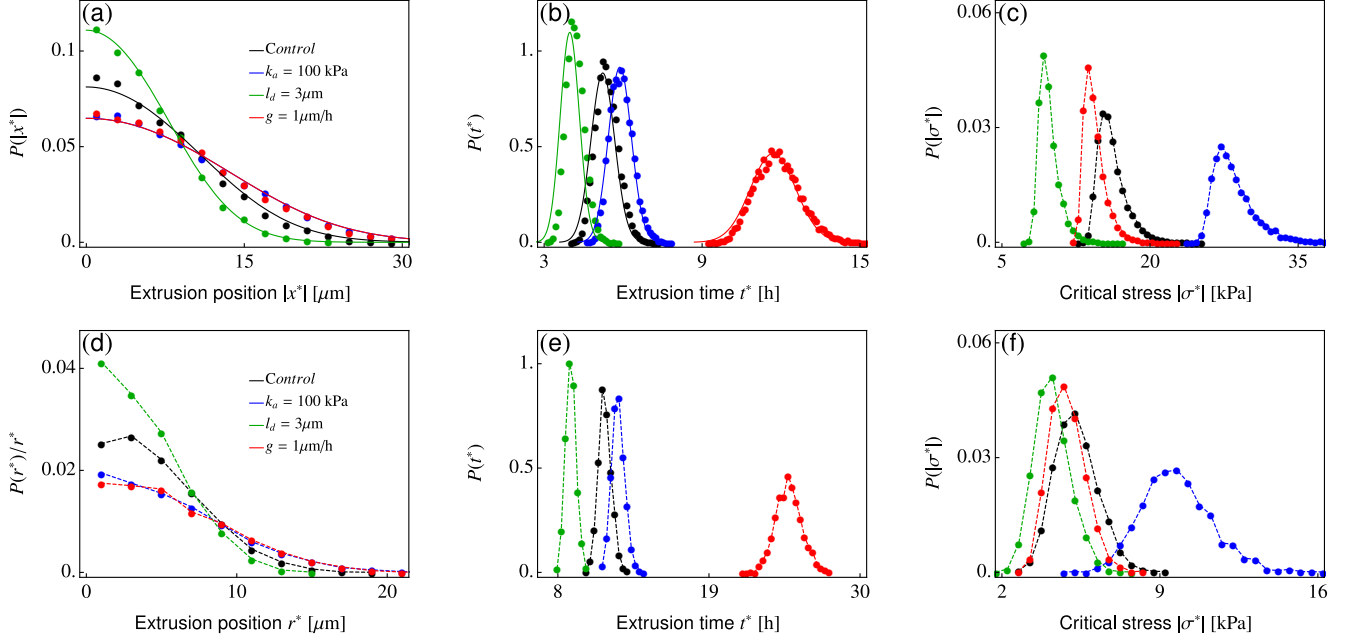 (a)
P(|x*|)
0.1
0.05
0.
0
15
30
Extrusion position |x*| [μm]
Control
kₐ = 100 kPa
l_d = 3μm
g = 1μm/h
(b)
P(t*)
1.
0.5
0.
3
9
15
Extrusion time t* [h]
(c)
P(|σ*|)
0.06
0.03
0.
5
20
35
Critical stress |σ*| [kPa]
(d)
P(r*)/r*
0.04
0.02
0.
0
10
20
Extrusion position r* [μm]
Control
kₐ = 100 kPa
l_d = 3μm
g = 1μm/h
(e)
P(t*)
1.
0.5
0.
8
19
30
Extrusion time t* [h]
(f)
P(|σ*|)
0.06
0.03
0.
2
9
16
Critical stress |σ*| [kPa]